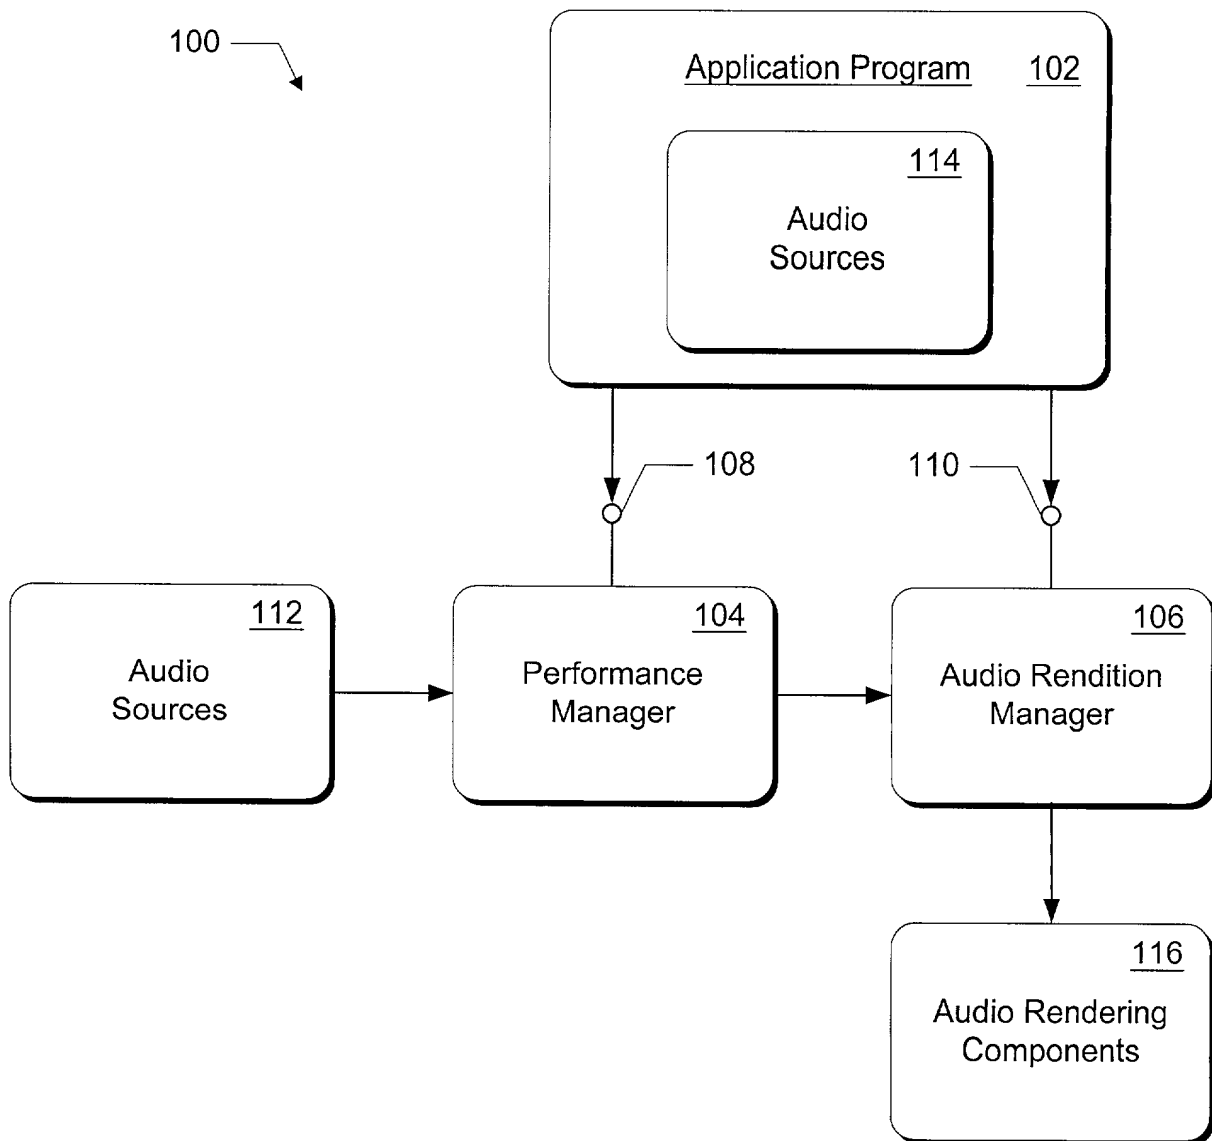 100
Application Program 102
114
Audio
Sources
108
110
112
Audio
Sources
104
Performance
Manager
106
Audio Rendition
Manager
116
Audio Rendering
Components